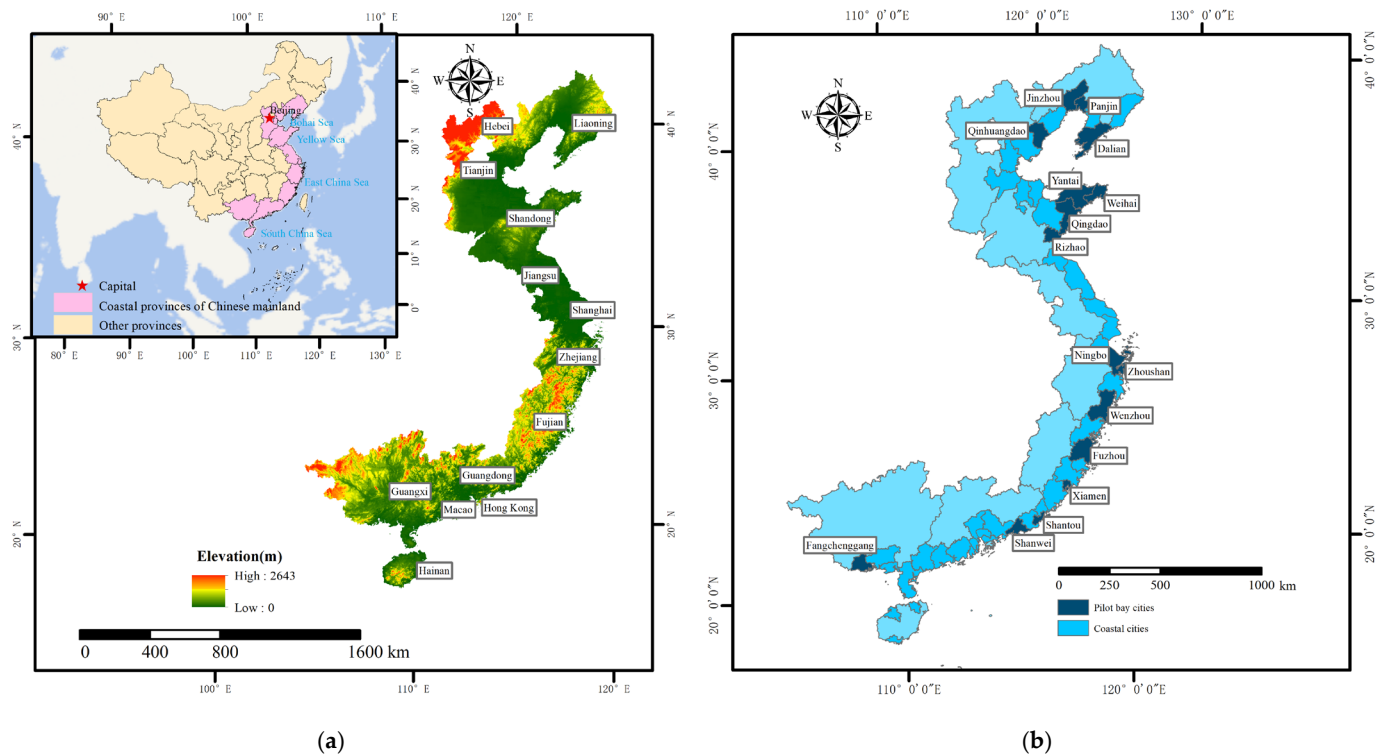 90° E
100° E
110° E
120° E
40° N
30° N
20° N
10° N
0°
40° N
30° N
20° N
Beijing
Bohai Sea
Yellow Sea
East China Sea
South China Sea
Capital
Coastal provinces of Chinese mainland
Other provinces
80° E
90° E
100° E
110° E
120° E
130° E
N
W
E
S
Hebei
Liaoning
Tianjin
Shandong
Jiangsu
Shanghai
Zhejiang
Fujian
Guangdong
Guangxi
Macao
Hong Kong
Hainan
40° N
30° N
20° N
Elevation(m)
High : 2643
Low : 0
0
400
800
1600 km
100° E
110° E
120° E
(a)
110° 0'0"E
120° 0'0"E
130° 0'0"E
40° 0'0"N
30° 0'0"N
20° 0'0"N
N
W
E
S
Jinzhou
Panjin
Qinhuangdao
Dalian
Yantai
Weihai
Qingdao
Rizhao
Ningbo
Zhoushan
Wenzhou
Fuzhou
Xiamen
Shantou
Shanwei
Fangchenggang
40° 0'0"N
30° 0'0"N
20° 0'0"N
0
250
500
1000 km
Pilot bay cities
Coastal cities
110° 0'0"E
120° 0'0"E
(b)